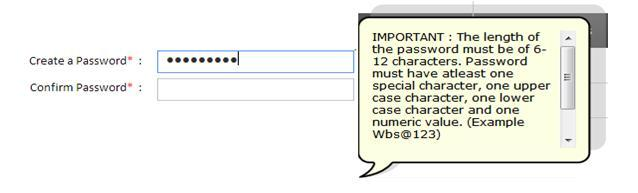 Create a Password* :
Confirm Password* :
IMPORTANT : The length of
the password must be of 6-
12 characters. Password
must have atleast one
special character, one upper
case character, one lower
case character and one
numeric value. (Example
Wbs@123)